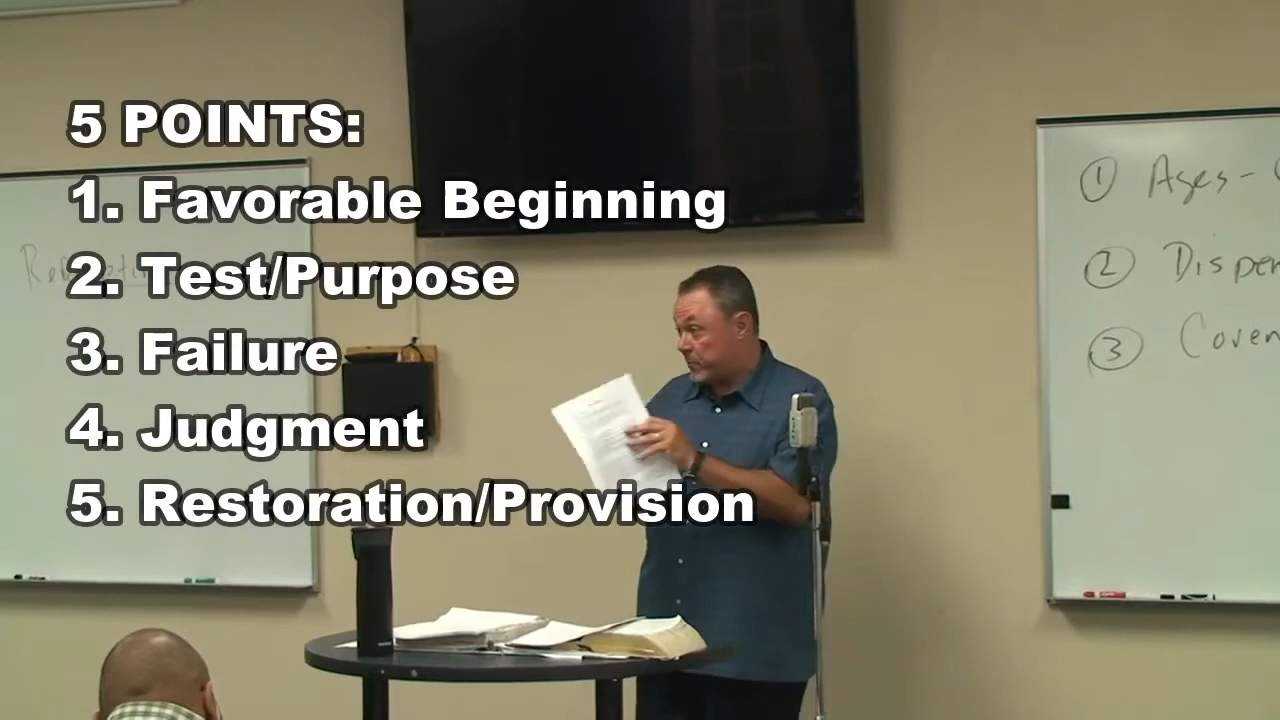 5 POINTS:
1. Favorable Beginning
2. Test/Purpose
3. Failure
4. Judgment
5. Restoration/Provision
① Ages -
② Dispen
③ Coven